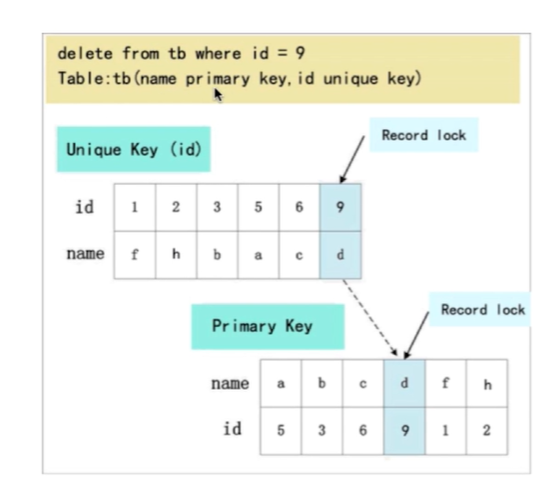 delete from tb where id = 9
Table:tb(name primary key,id unique key)
Record lock
Unique Key (id)
id 1 2 3 5 6 9
name f h b a c d
Record lock
Primary Key
name a b c d f h
id 5 3 6 9 1 2